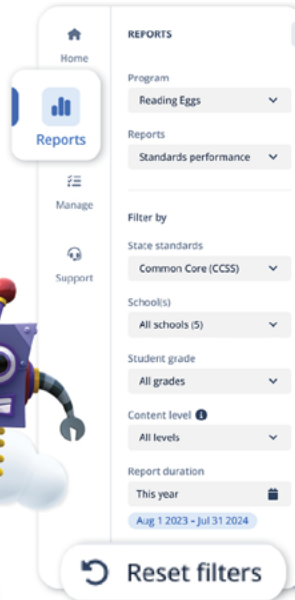 Home
Reports
Manage
Support
REPORTS
Program
Reading Eggs
Reports
Standards performance
Filter by
State standards
Common Core (CCSS)
School(s)
All schools (5)
Student grade
All grades
Content level
All levels
Report duration
This year
Aug 1 2023 – Jul 31 2024
Reset filters